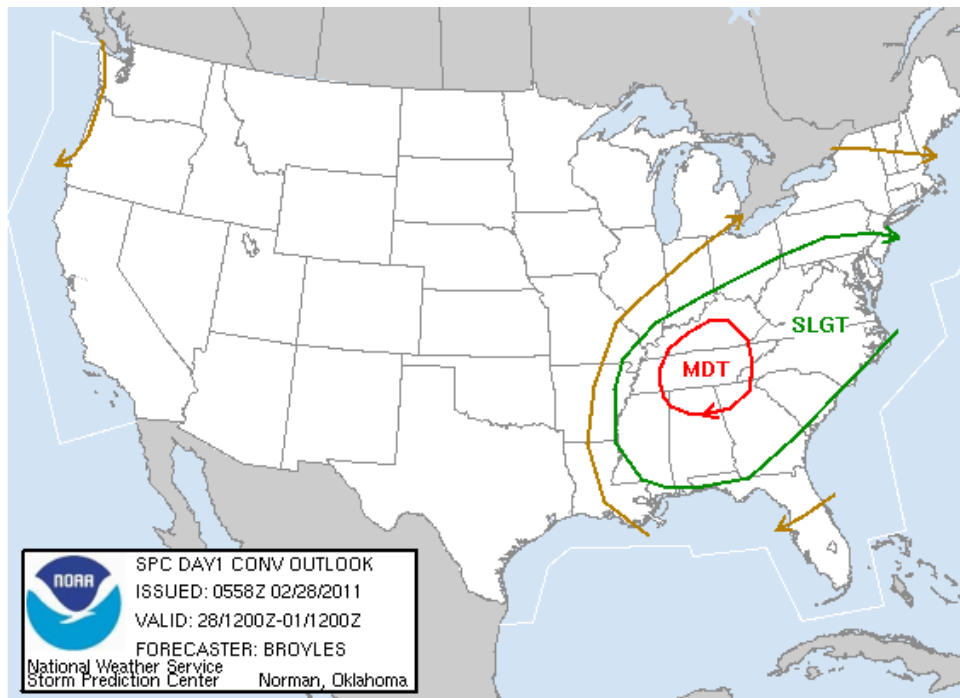 SLGT
MDT
NOAA
SPC DAY1 CONV OUTLOOK
ISSUED: 0558Z 02/28/2011
VALID: 28/1200Z-01/1200Z
FORECASTER: BROYLES
National Weather Service
Storm Prediction Center Norman, Oklahoma